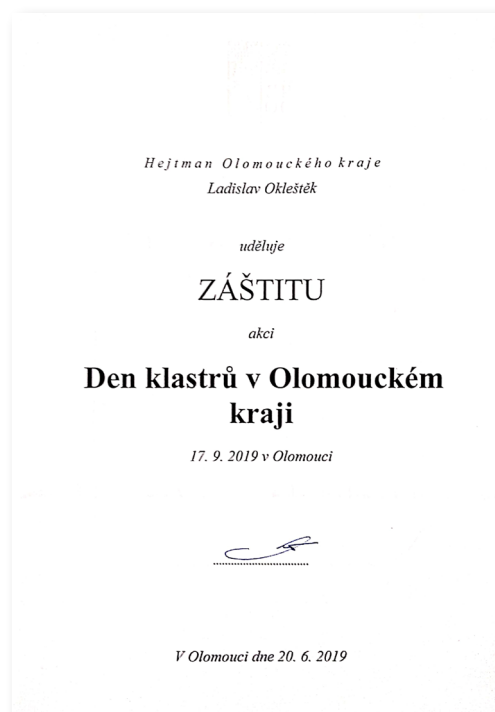 Hejtman Olomouckého kraje
Ladislav Okleštěk
uděluje
ZÁŠTITU
akci
Den klastrů v Olomouckém
kraji
17. 9. 2019 v Olomouci
V Olomouci dne 20. 6. 2019